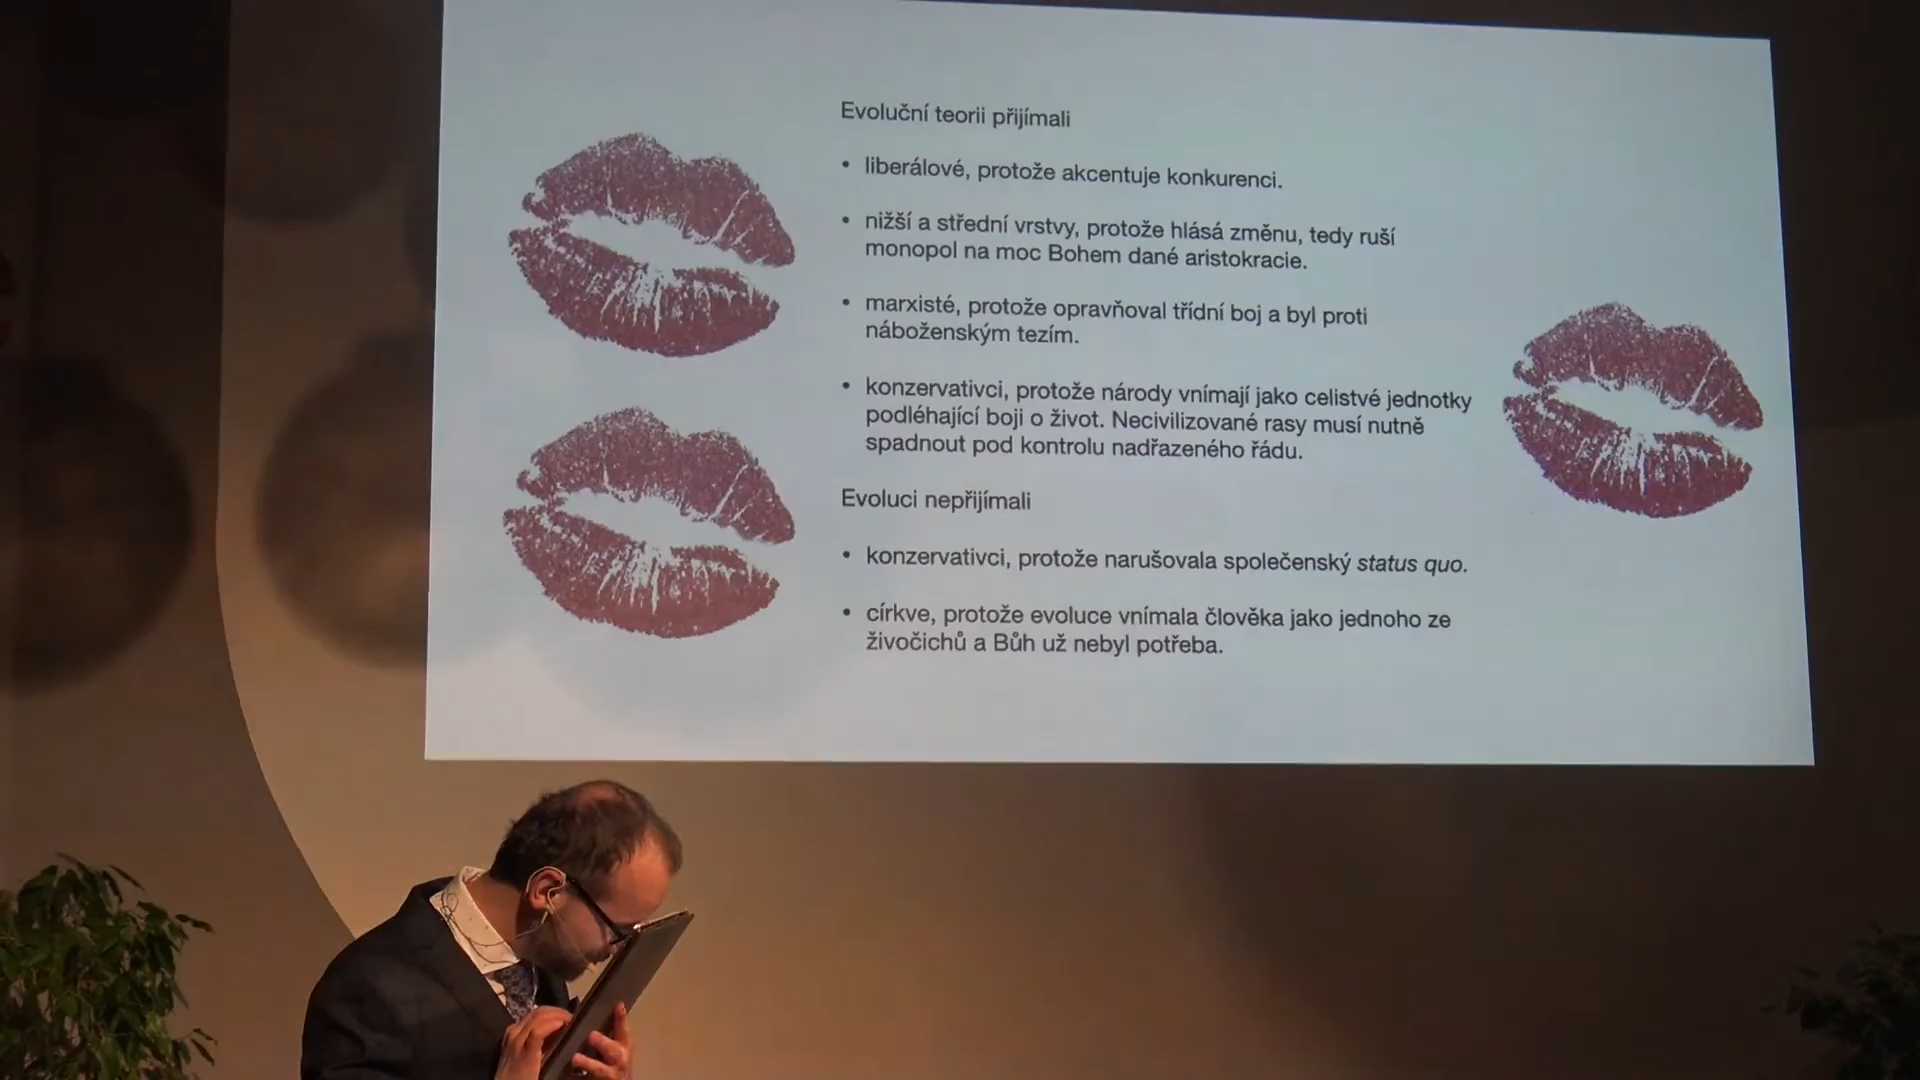 Evoluční teorii přijímali
• liberálové, protože akcentuje konkurenci.
• nižší a střední vrstvy, protože hlásá změnu, tedy ruší
monopol na moc Bohem dané aristokracie.
• marxisté, protože opravňoval třídní boj a byl proti
náboženským tezím.
• konzervativci, protože národy vnímají jako celistvé jednotky
podléhající boji o život. Necivilizované rasy musí nutně
spadnout pod kontrolu nadřazeného řádu.
Evoluci nepřijímali
• konzervativci, protože narušovala společenský status quo.
• církve, protože evoluce vnímala člověka jako jednoho ze
živočichů a Bůh už nebyl potřeba.